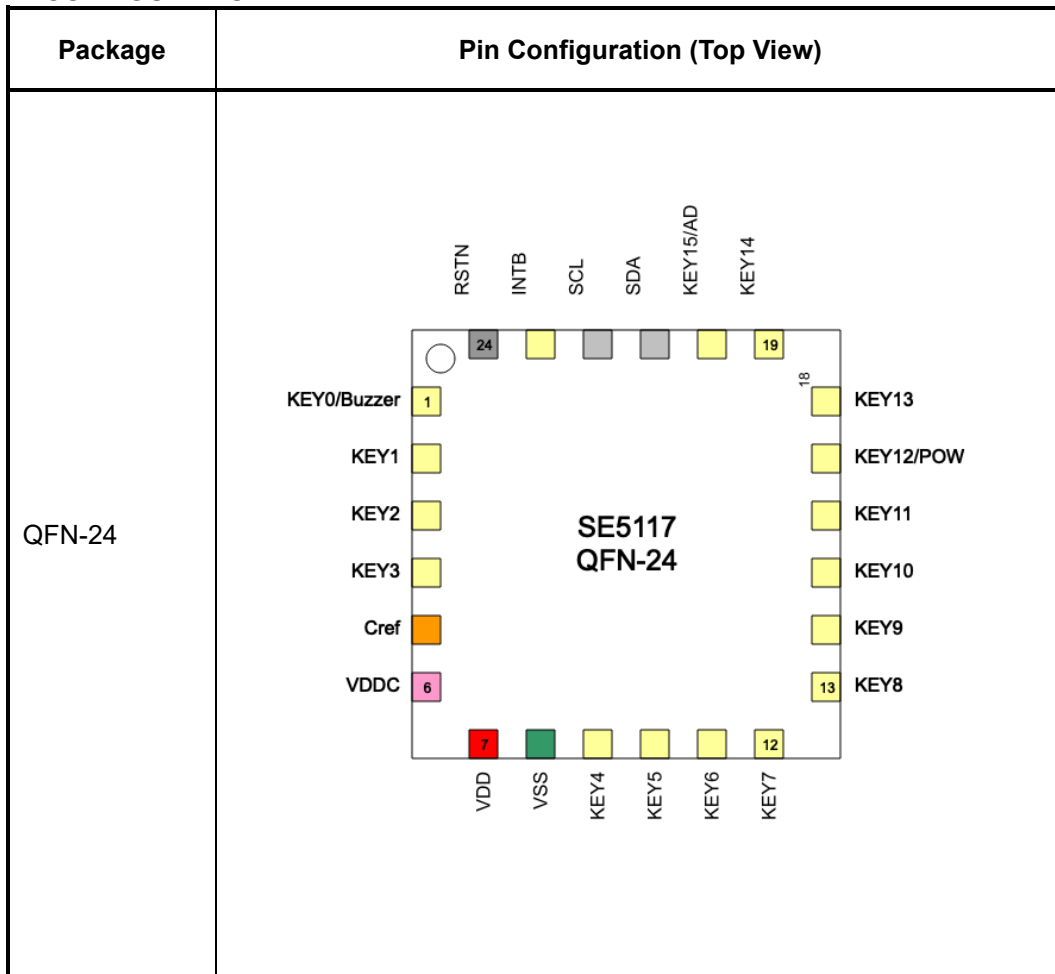 Package
Pin Configuration (Top View)
QFN-24
RSTN
INTB
SCL
SDA
KEY15/AD
KEY14
24
19
18
KEY0/Buzzer
1
KEY13
KEY1
KEY12/POW
KEY2
KEY11
SE5117
QFN-24
KEY3
KEY10
Cref
KEY9
VDDC
6
13
KEY8
7
12
VDD
VSS
KEY4
KEY5
KEY6
KEY7